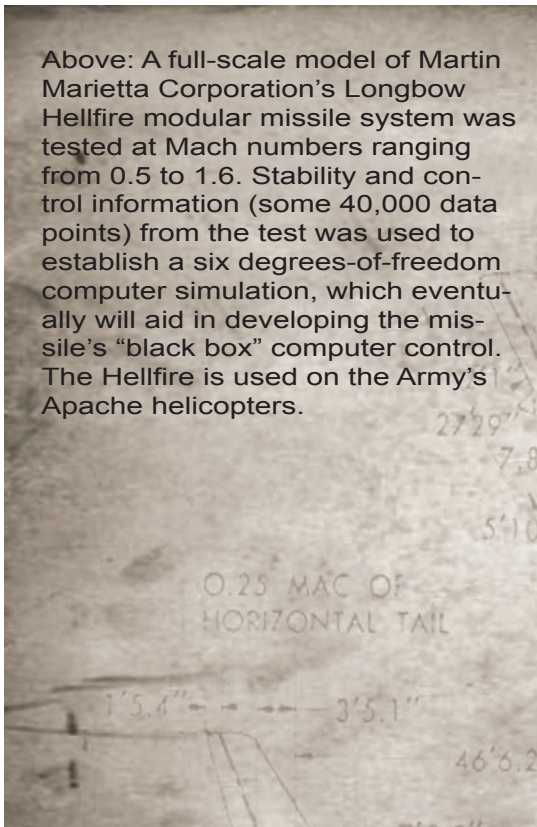 Above: A full-scale model of Martin
Marietta Corporation’s Longbow
Hellfire modular missile system was
tested at Mach numbers ranging
from 0.5 to 1.6. Stability and con-
trol information (some 40,000 data
points) from the test was used to
establish a six degrees-of-freedom
computer simulation, which eventu-
ally will aid in developing the mis-
sile’s “black box” computer control.
The Hellfire is used on the Army’s
Apache helicopters.
27'29"
7.8
5'10
0.25 MAC OF
HORIZONTAL TAIL
1'5.4"
3'5.1"
46'6.2